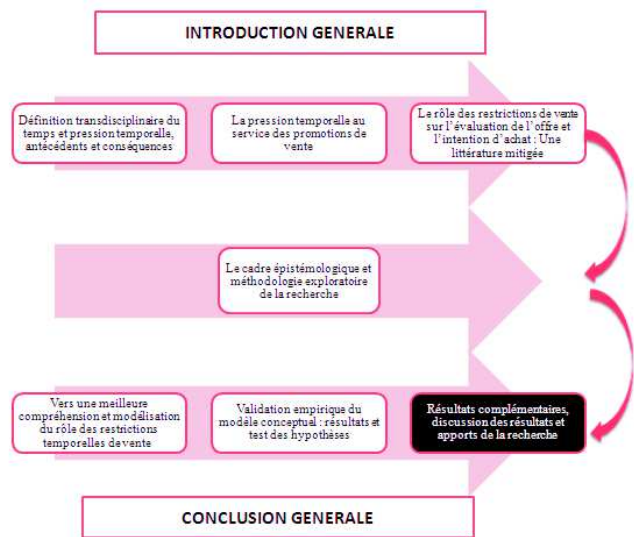 INTRODUCTION GENERALE
Définition transdisciplinaire du
temps et pression temporelle,
antécédents et conséquences
La pression temporelle au
service des promotions de
vente
Le rôle des restrictions de vente
sur l'évaluation de l'offre et
l'intention d'achat : Une
littérature mitigée
Le cadre épistémologique et
méthodologie exploratoire
de la recherche
Vers une meilleure
compréhension et modélisation
du rôle des restrictions
temporelles de vente
Validation empirique du
modèle conceptuel : résultats et
test des hypothèses
Résultats complémentaires,
discussion des résultats et
apports de la recherche
CONCLUSION GENERALE